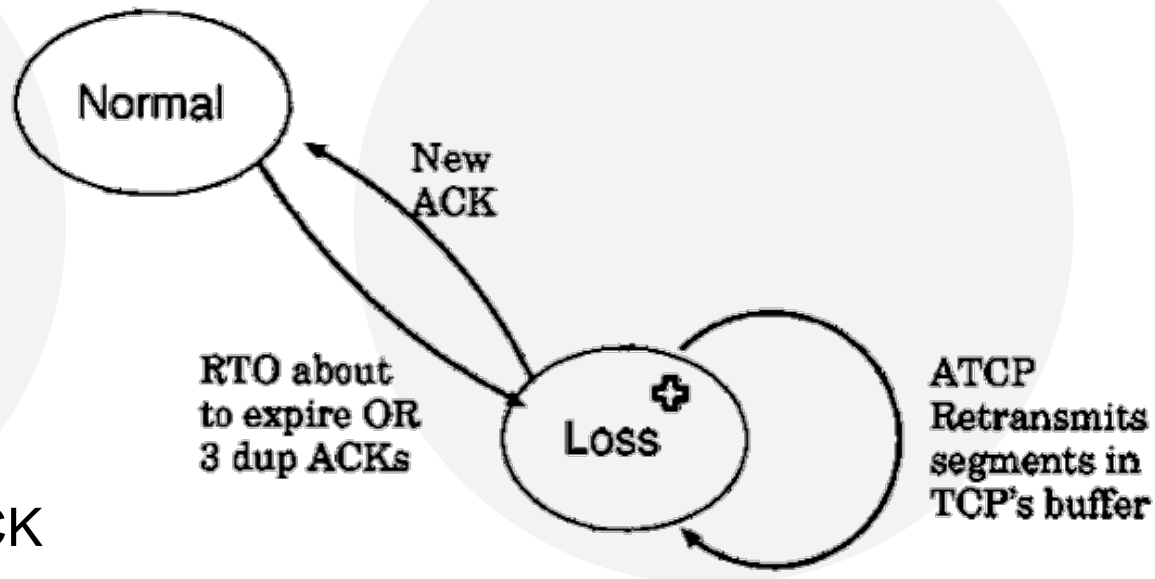 Normal
New
ACK
RTO about
to expire OR
3 dup ACKs
Loss
ATCP
Retransmits
segments in
TCP's buffer
CK